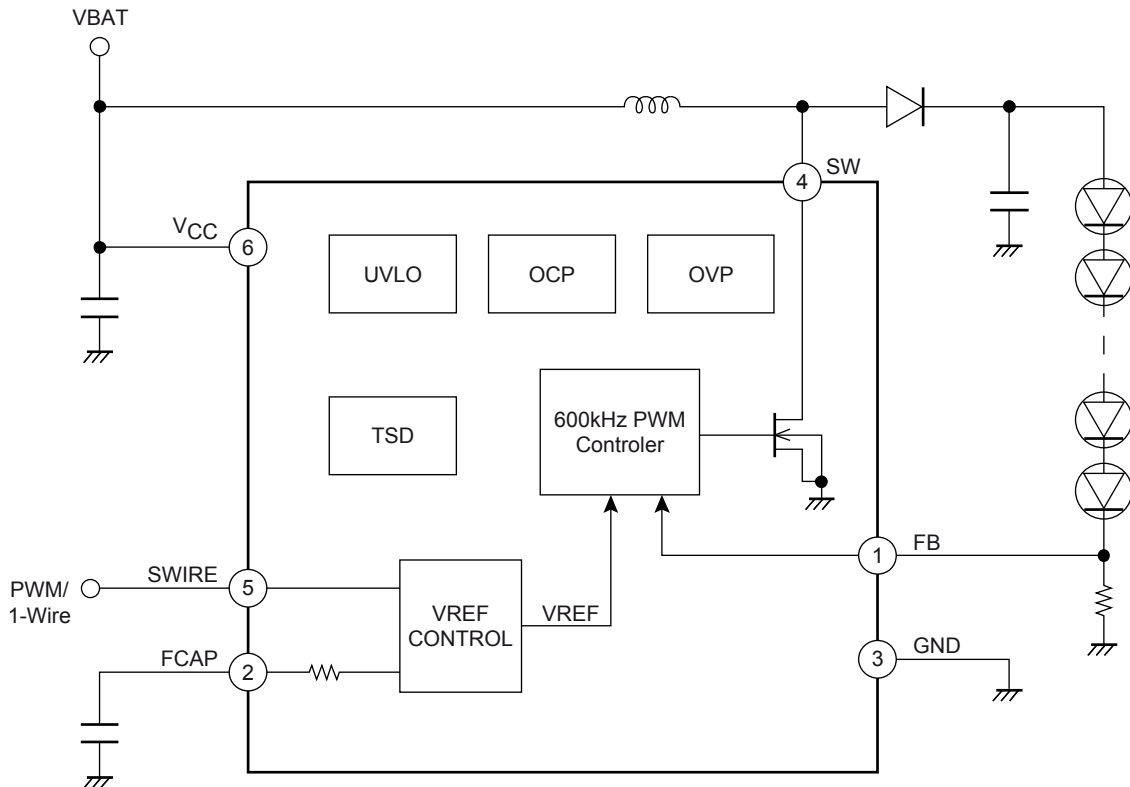 VBAT
SW
4
VCC
6
UVLO
OCP
OVP
TSD
600kHz PWM
Controler
1
FB
PWM/
1-Wire
SWIRE
5
VREF
CONTROL
VREF
FCAP
2
3
GND